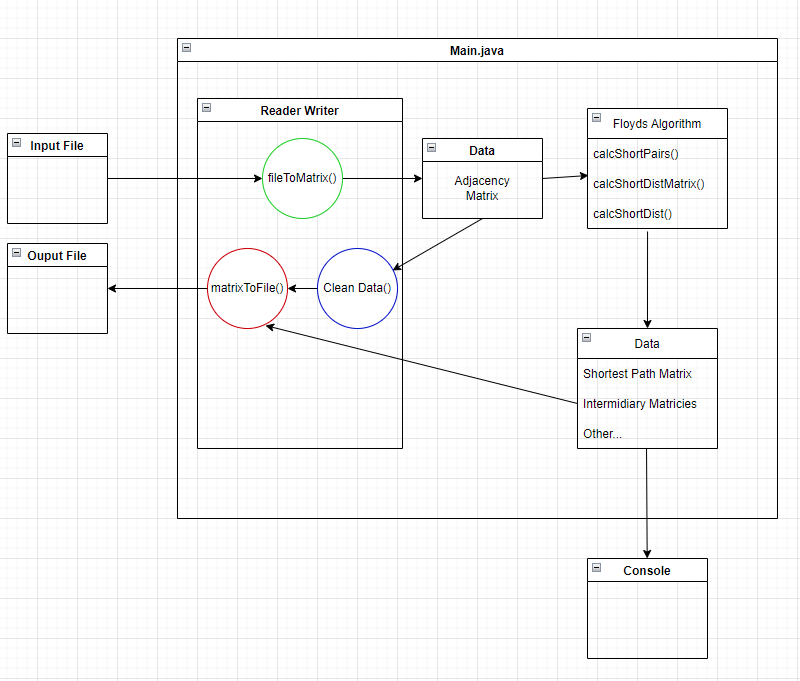 Main.java
Reader Writer
Input File
fileToMatrix()
Data
Adjacency
Matrix
Floyds Algorithm
calcShortPairs()
calcShortDistMatrix()
calcShortDist()
Ouput File
matrixToFile()
Clean Data()
Data
Shortest Path Matrix
Intermidiary Matricies
Other...
Console